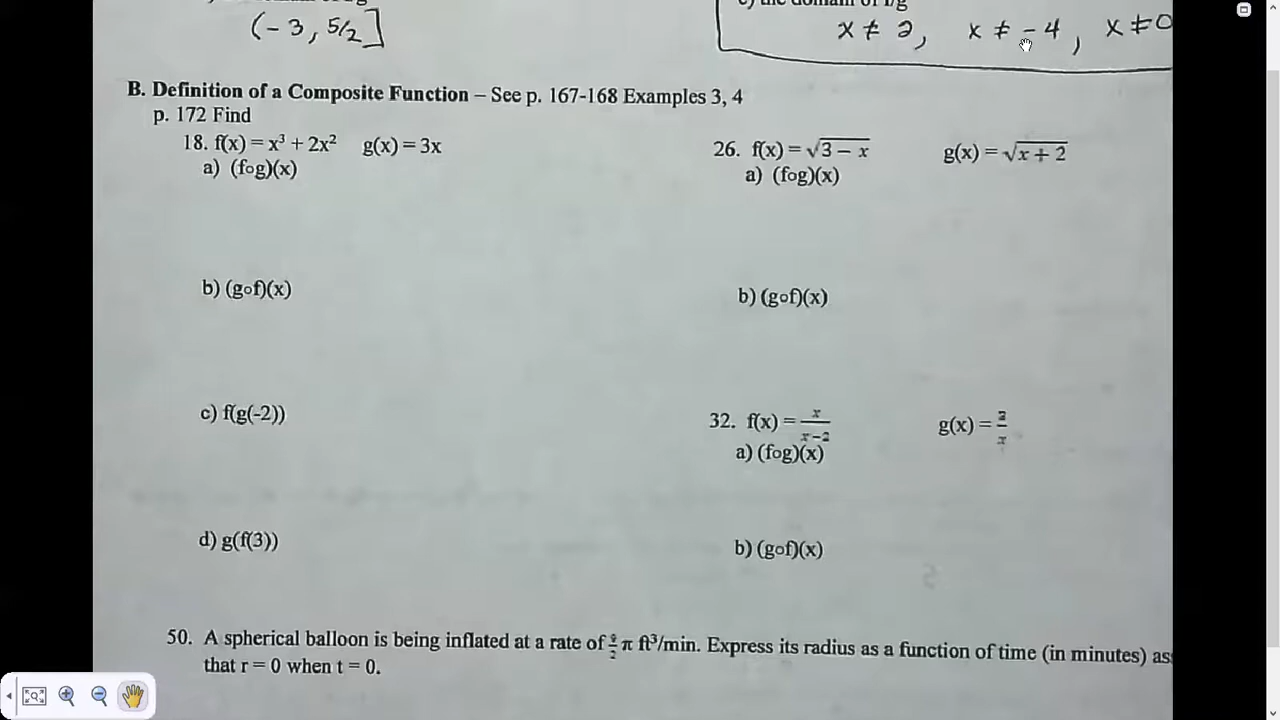 (-3, 5/2]
c) the domain of f/g
x ≠ 2, x ≠ -4, x ≠ 0
B. Definition of a Composite Function – See p. 167-168 Examples 3, 4
p. 172 Find
18. f(x) = x³ + 2x² g(x) = 3x
a) (f∘g)(x)
b) (g∘f)(x)
c) f(g(-2))
d) g(f(3))
26. f(x) = √(3 – x) g(x) = √(x + 2)
a) (f∘g)(x)
b) (g∘f)(x)
32. f(x) = x/(x–2) g(x) = 2/x
a) (f∘g)(x)
b) (g∘f)(x)
50. A spherical balloon is being inflated at a rate of 9/2 π ft³/min. Express its radius as a function of time (in minutes) as
that r = 0 when t = 0.